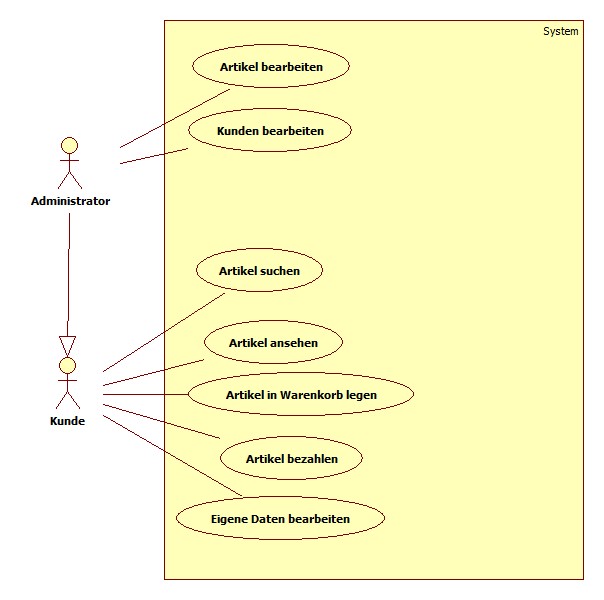 System
Artikel bearbeiten
Kunden bearbeiten
Administrator
Artikel suchen
Artikel ansehen
Artikel in Warenkorb legen
Kunde
Artikel bezahlen
Eigene Daten bearbeiten